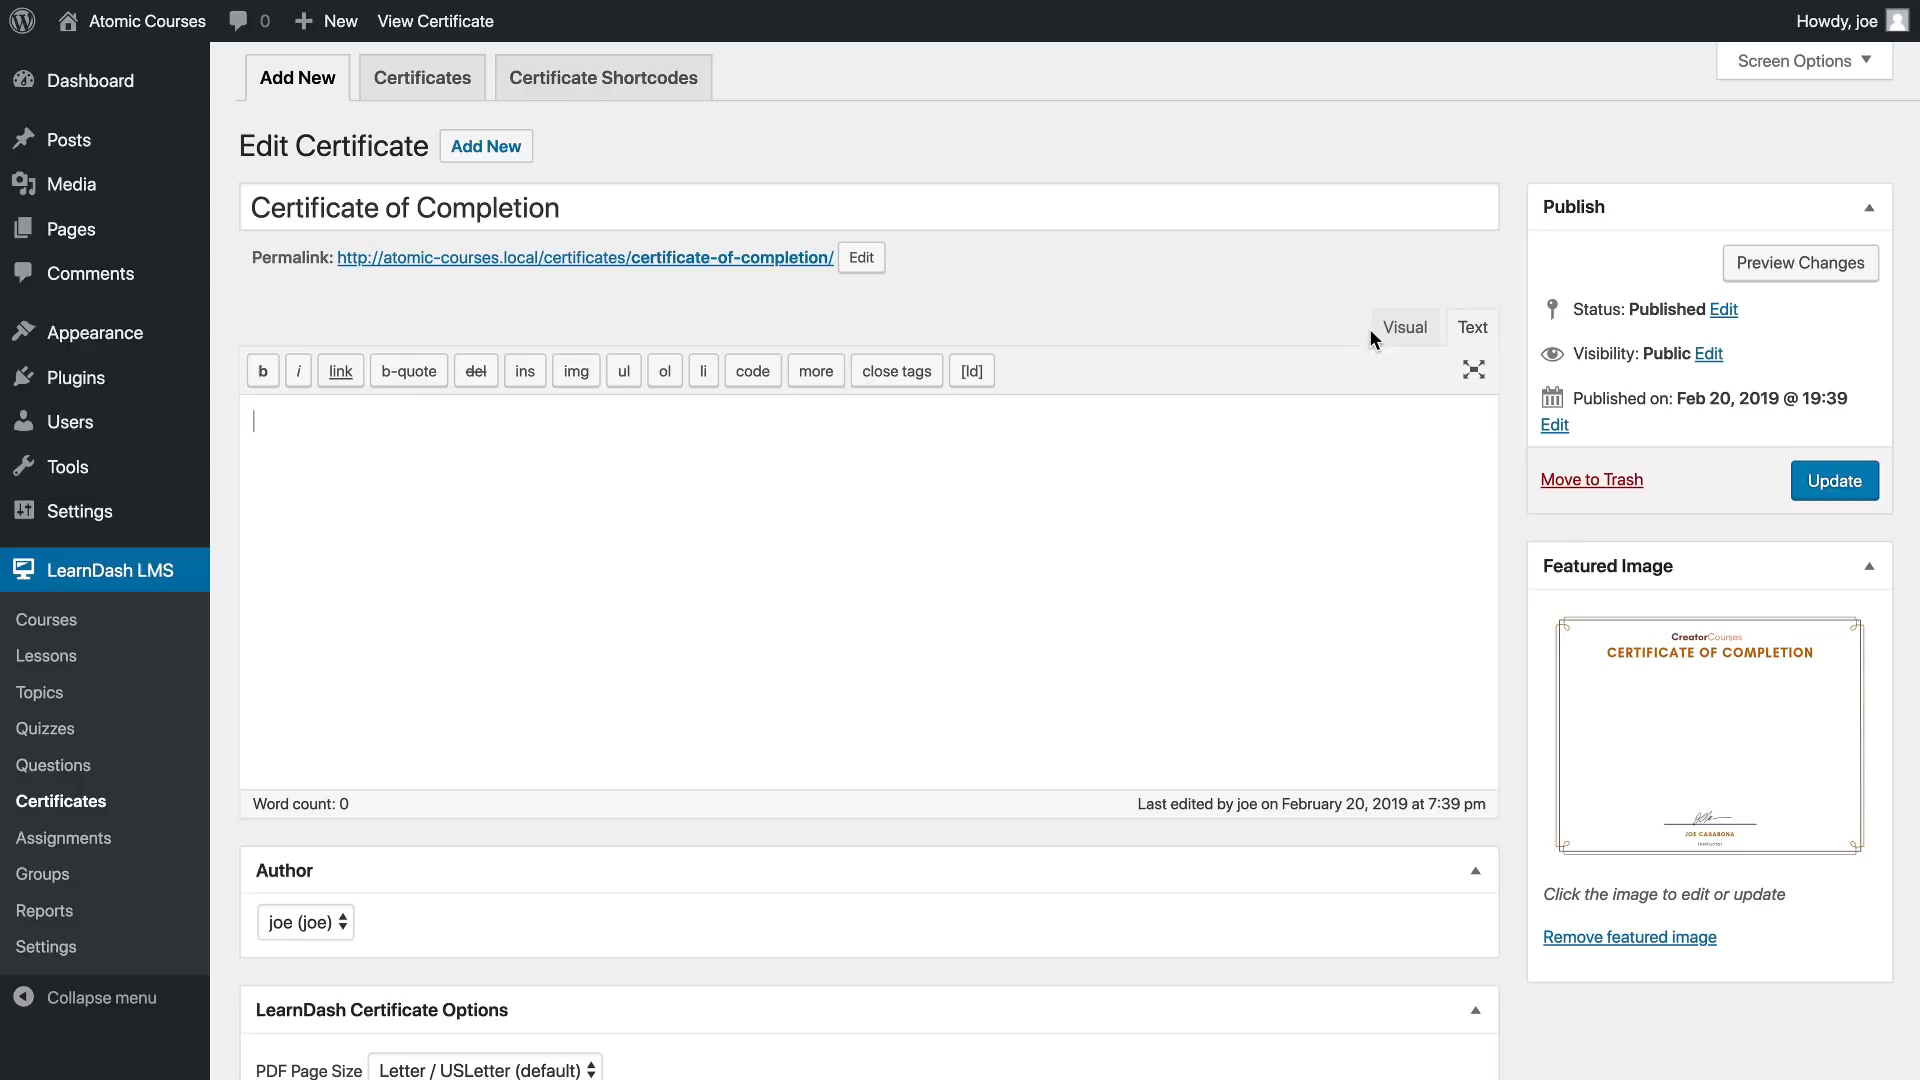 Atomic Courses 0 New View Certificate Howdy, joe
Dashboard
Posts
Media
Pages
Comments
Appearance
Plugins
Users
Tools
Settings
LearnDash LMS
Courses
Lessons
Topics
Quizzes
Questions
Certificates
Assignments
Groups
Reports
Settings
Collapse menu
Add New Certificates Certificate Shortcodes
Screen Options
Edit Certificate Add New
Certificate of Completion
Permalink: http://atomic-courses.local/certificates/certificate-of-completion/ Edit
Visual Text
b i link b-quote del ins img ul ol li code more close tags [ld]
Word count: 0 Last edited by joe on February 20, 2019 at 7:39 pm
Author
joe (joe)
LearnDash Certificate Options
PDF Page Size Letter / USLetter (default)
Publish
Preview Changes
Status: Published Edit
Visibility: Public Edit
Published on: Feb 20, 2019 @ 19:39
Edit
Move to Trash Update
Featured Image
CreatorCourses
CERTIFICATE OF COMPLETION
JOE CASABONA
Instructor
Click the image to edit or update
Remove featured image